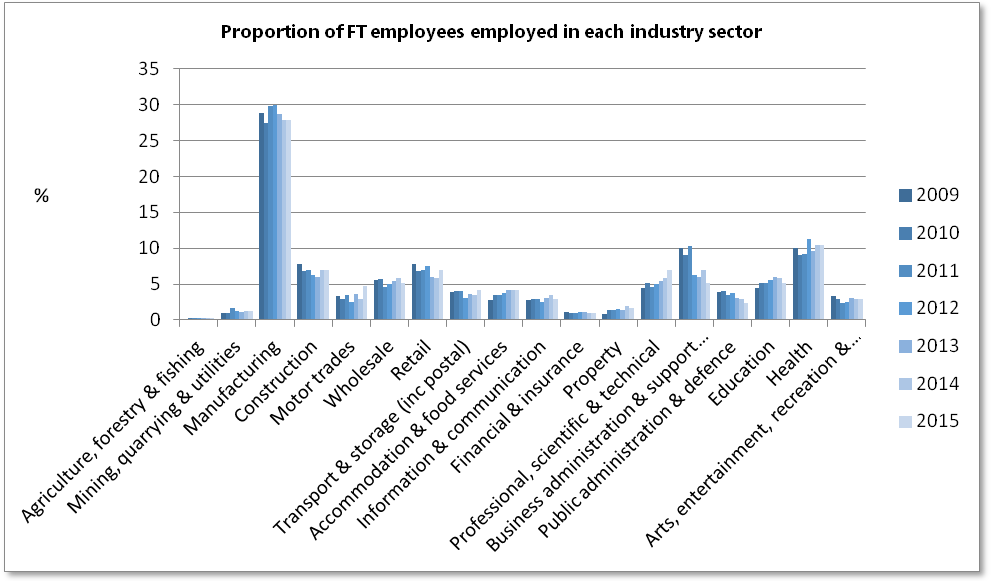 Proportion of FT employees employed in each industry sector
35
30
25
20
15
10
5
0
%
Agriculture, forestry & fishing
Mining, quarrying & utilities
Manufacturing
Construction
Motor trades
Wholesale
Retail
Transport & storage (inc postal)
Accommodation & food services
Information & communication
Financial & insurance
Property
Professional, scientific & technical
Business administration & support...
Public administration & defence
Education
Health
Arts, entertainment, recreation &...
2009
2010
2011
2012
2013
2014
2015